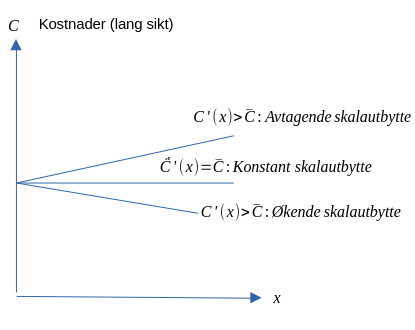 C Kostnader (lang sikt)
C'(x)>C̄: Avtagende skalautbytte
C̈'(x)=C̄: Konstant skalautbytte
C'(x)>C̄: Økende skalautbytte
x